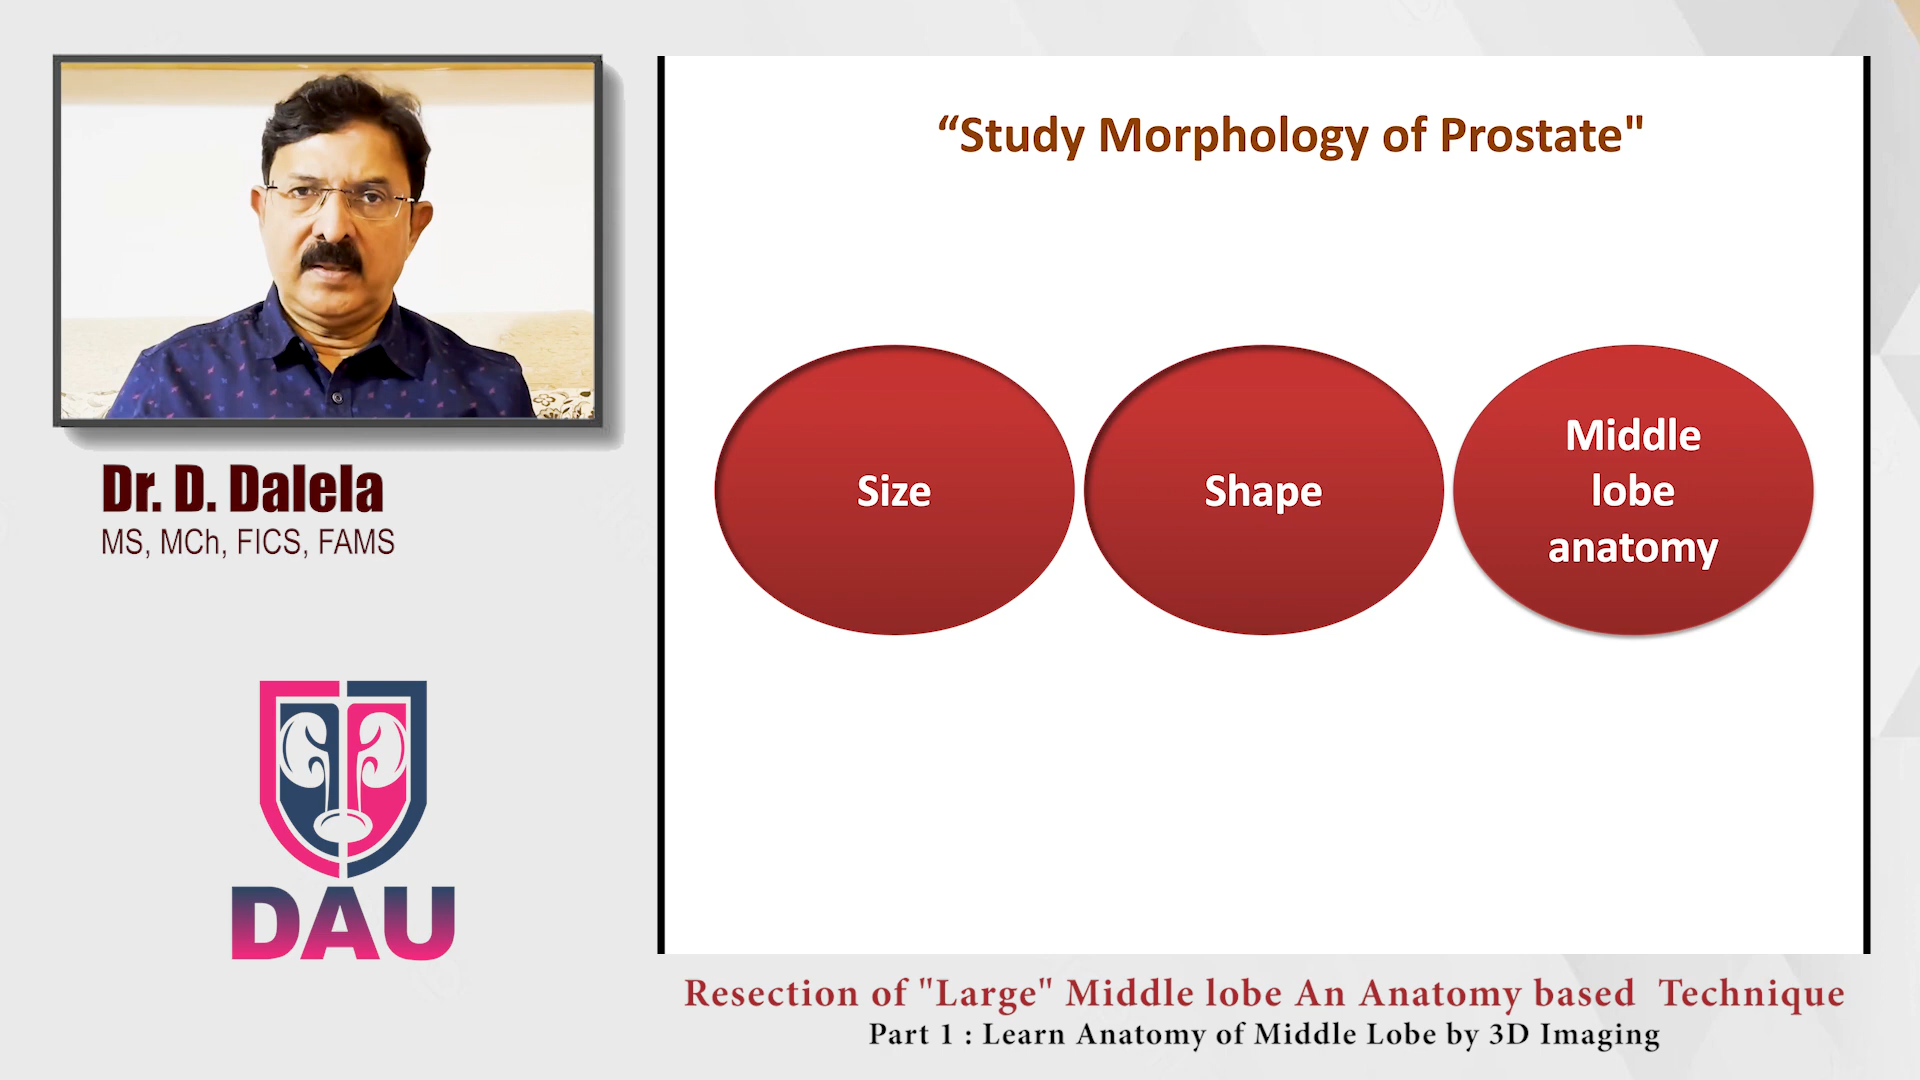 Dr. D. Dalela
MS, MCh, FICS, FAMS
DAU
“Study Morphology of Prostate"
Size
Shape
Middle
lobe
anatomy
Resection of "Large" Middle lobe An Anatomy based Technique
Part 1 : Learn Anatomy of Middle Lobe by 3D Imaging